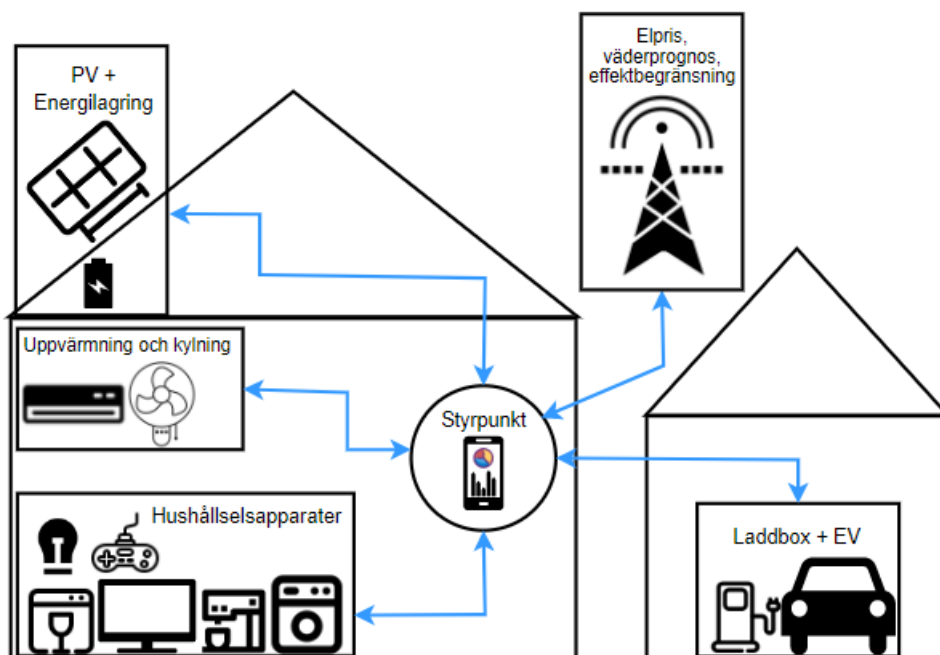 PV +
Energilagring
Elpris,
väderprognos,
effektbegränsning
Uppvärmning och kylning
Styrpunkt
Hushållselsapparater
Laddbox + EV